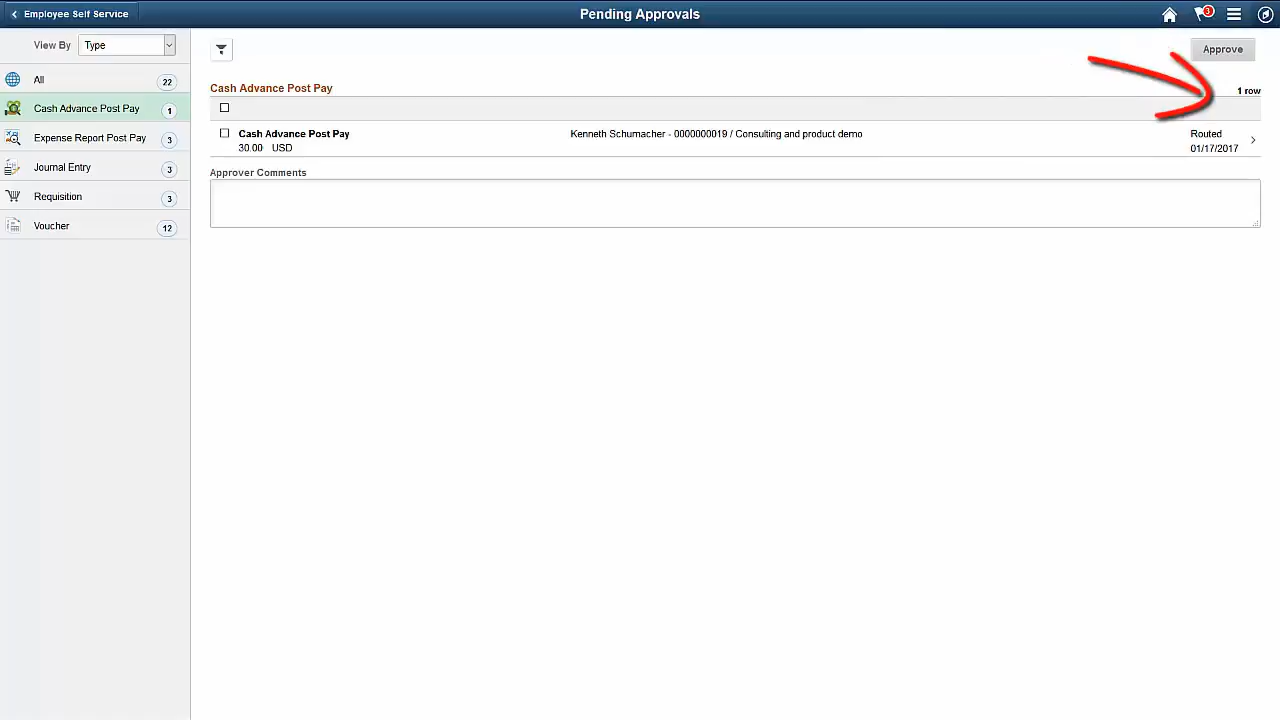 Employee Self Service
Pending Approvals
3
View By Type
Approve
All 22
Cash Advance Post Pay 1
Expense Report Post Pay 3
Journal Entry 3
Requisition 3
Voucher 12
Cash Advance Post Pay
1 row
Cash Advance Post Pay Kenneth Schumacher - 0000000019 / Consulting and product demo Routed
30.00 USD 01/17/2017
Approver Comments